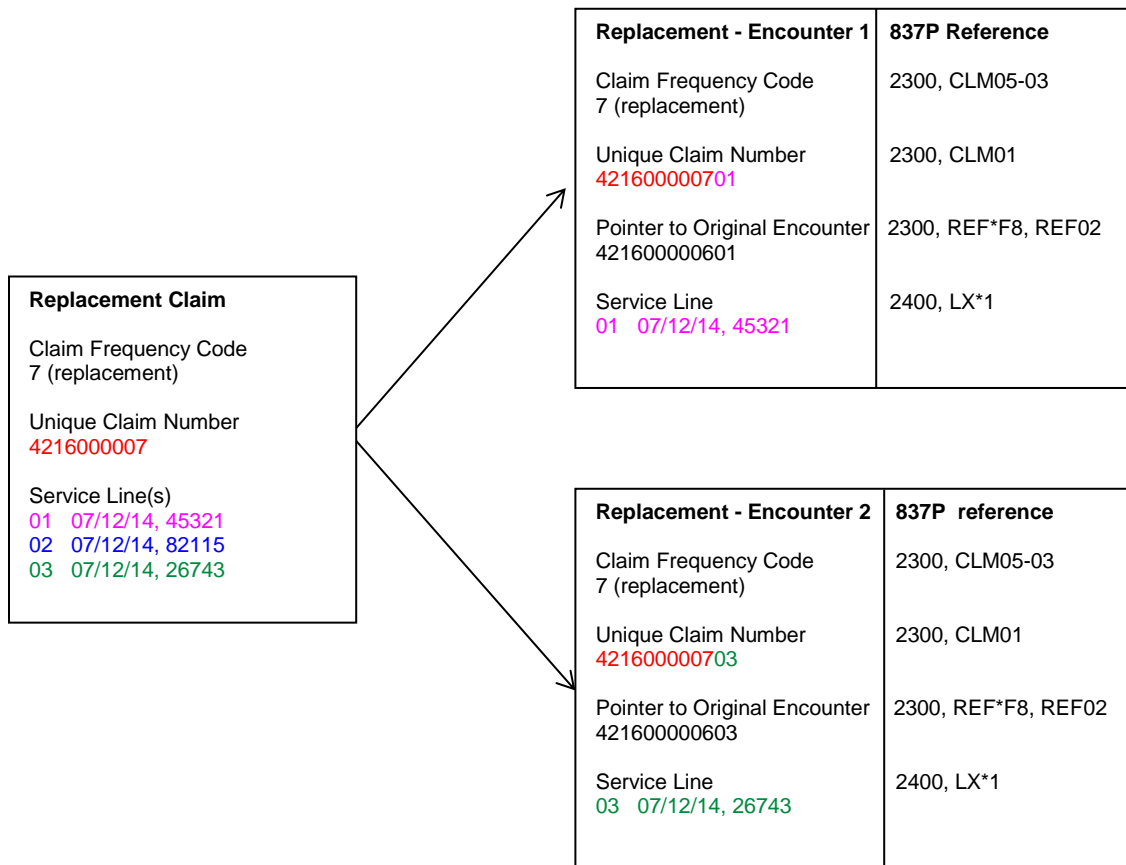 Replacement Claim
Claim Frequency Code
7 (replacement)
Unique Claim Number
4216000007
Service Line(s)
01 07/12/14, 45321
02 07/12/14, 82115
03 07/12/14, 26743
Replacement - Encounter 1 837P Reference
Claim Frequency Code 2300, CLM05-03
7 (replacement)
Unique Claim Number 2300, CLM01
421600000701
Pointer to Original Encounter 2300, REF*F8, REF02
421600000601
Service Line 2400, LX*1
01 07/12/14, 45321
Replacement - Encounter 2 837P reference
Claim Frequency Code 2300, CLM05-03
7 (replacement)
Unique Claim Number 2300, CLM01
421600000703
Pointer to Original Encounter 2300, REF*F8, REF02
421600000603
Service Line 2400, LX*1
03 07/12/14, 26743